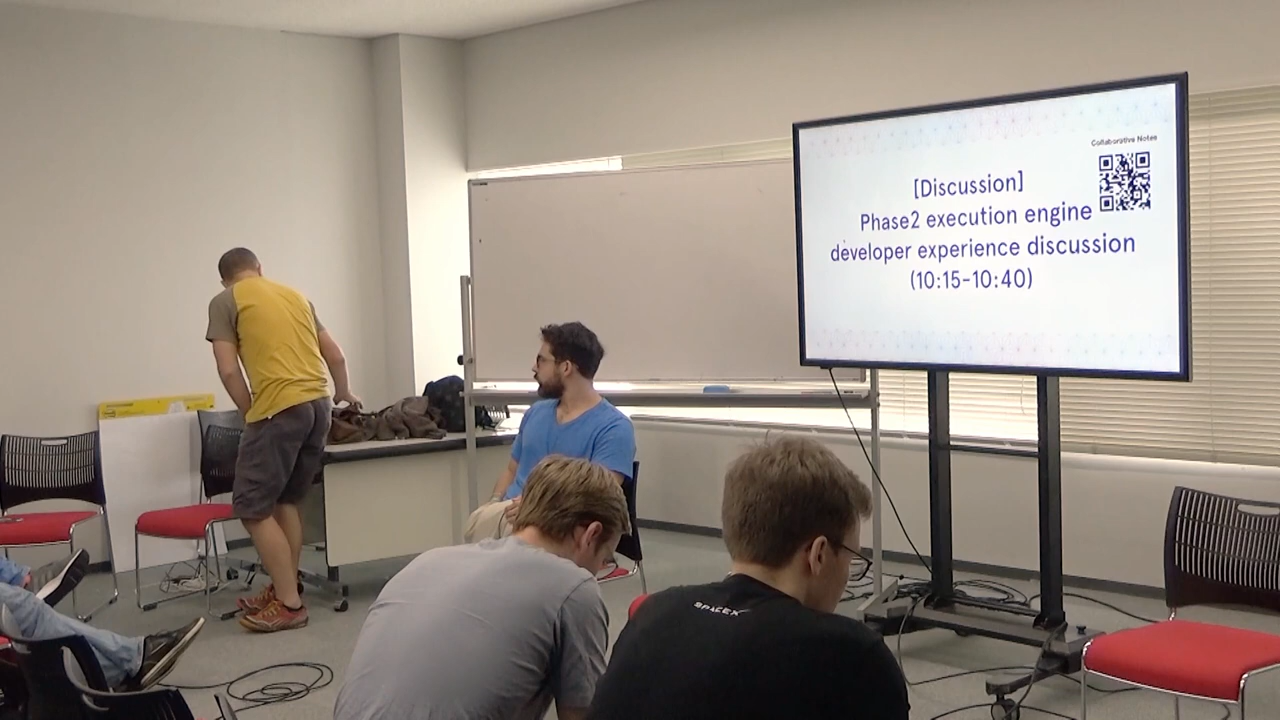 Collaborative Notes
[Discussion]
Phase2 execution engine
developer experience discussion
(10:15-10:40)
SPACEX